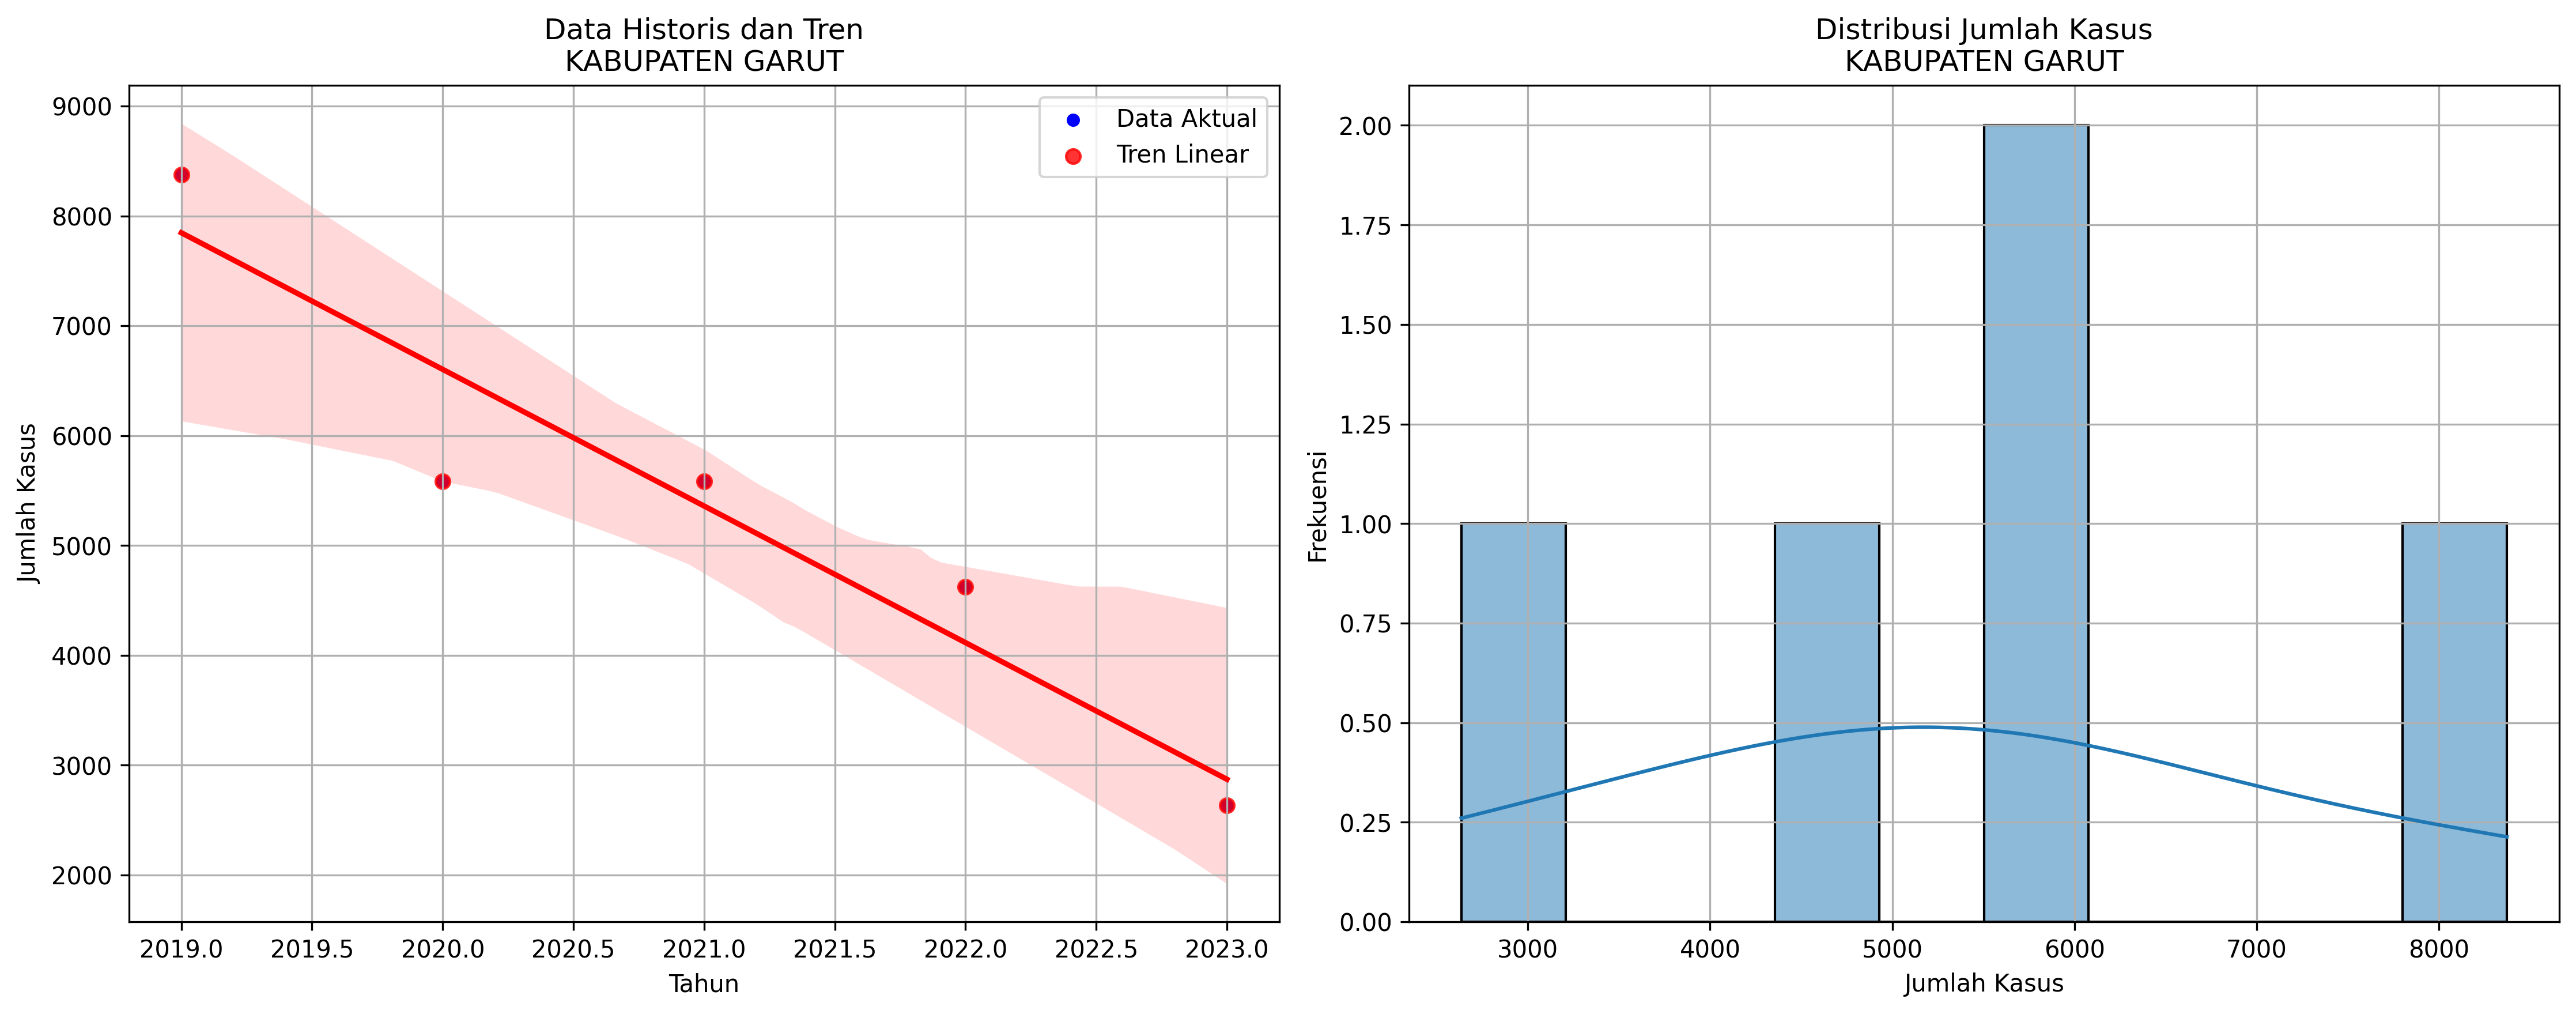 Data Historis dan Tren
KABUPATEN GARUT
9000
8000
7000
6000
5000
4000
3000
2000
Jumlah Kasus
Data Aktual
Tren Linear
2019.0 2019.5 2020.0 2020.5 2021.0 2021.5 2022.0 2022.5 2023.0
Tahun
Distribusi Jumlah Kasus
KABUPATEN GARUT
2.00
1.75
1.50
1.25
1.00
0.75
0.50
0.25
0.00
Frekuensi
3000 4000 5000 6000 7000 8000
Jumlah Kasus